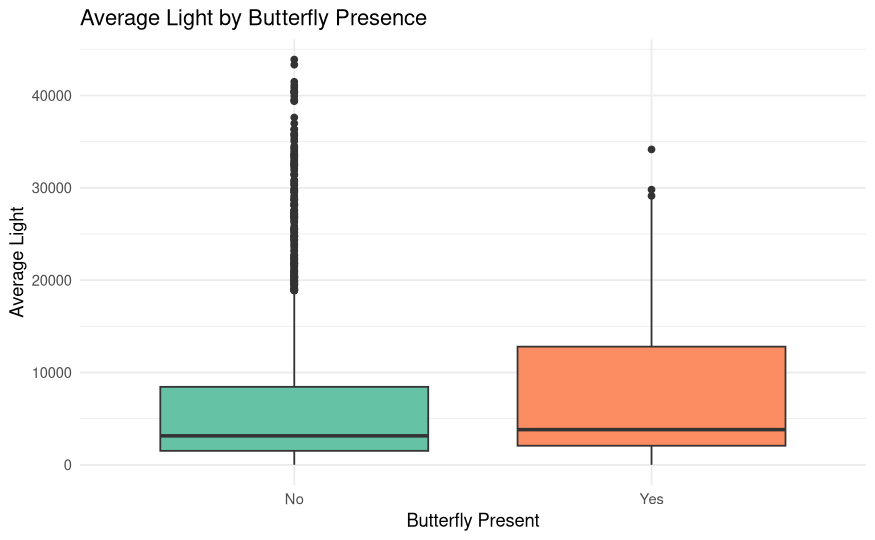 Average Light by Butterfly Presence
40000
30000
20000
10000
0
Average Light
No
Yes
Butterfly Present